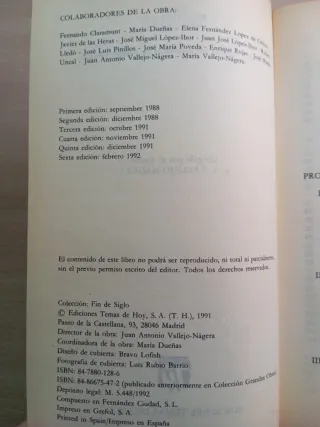 COLABORADORES DE LA OBRA:
Fernando Claramunt - María Dueñas - Elena Fernández López de
Javier de las Heras - José Miguel López-Ibor - Juan José López-Ibor
Lledó - José Luis Pinillos - José María Poveda - Enrique Rojas
Unzal - Juan Antonio Vallejo-Nágera - María Vallejo-Nágera
Primera edición: septiembre 1988
Segunda edición: diciembre 1988
Tercera edición: octubre 1991
Cuarta edición: noviembre 1991
Quinta edición: diciembre 1991
Sexta edición: febrero 1992
El contenido de este libro no podrá ser reproducido, ni total ni parcialmente,
sin el previo permiso escrito del editor. Todos los derechos reservados.
Colección: Fin de Siglo
© Ediciones Temas de Hoy, S. A. (T. H.), 1991
Paseo de la Castellana, 93, 28046 Madrid
Director de la obra: Juan Antonio Vallejo-Nágera
Coordinadora de la obra: María Dueñas
Diseño de cubierta: Bravo Lofish
Fotografía de cubierta: Luis Rubio Barrio
ISBN: 84-7880-128-6
ISBN: 84-86675-47-2 (publicado anteriormente en Colección Grandes
Depósito legal: M. 5.448/1992
Compuesto en Fernández Ciudad, S. L.
Impreso en Grefol, S. A.
Printed in Spain/Impreso en España
PRO